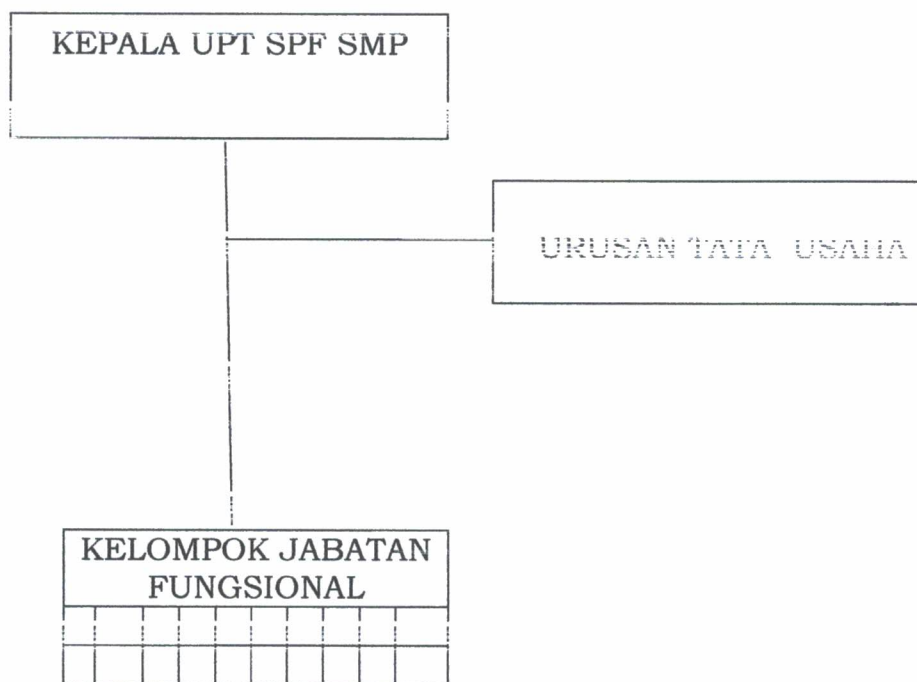 KEPALA UPT SPF SMP
URUSAN TATA USAHA
KELOMPOK JABATAN
FUNGSIONAL